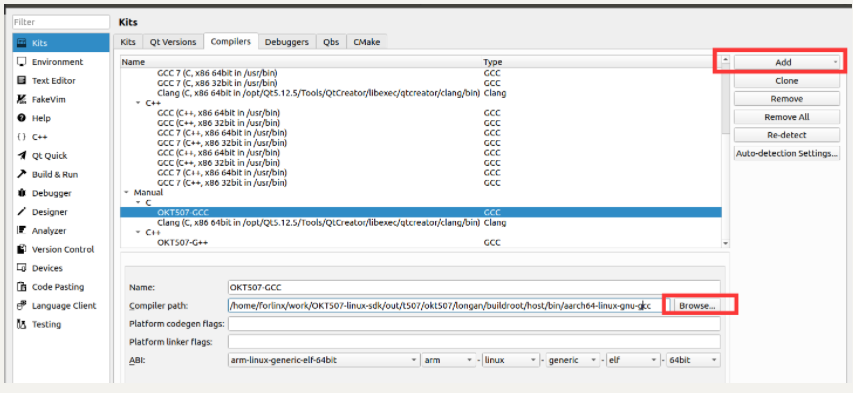 Filter
Kits
Kits
Environment
Text Editor
FakeVim
Help
{} C++
Qt Quick
Build & Run
Debugger
Designer
Analyzer
Version Control
Devices
Code Pasting
Language Client
Testing
Kits Qt Versions Compilers Debuggers Qbs CMake
Name Type
GCC 7 (C, x86 64bit in /usr/bin) GCC
GCC 7 (C, x86 32bit in /usr/bin) GCC
Clang (C, x86 64bit in /opt/Qt5.12.5/Tools/QtCreator/libexec/qtcreator/clang/bin) Clang
C++
GCC (C++, x86 64bit in /usr/bin) GCC
GCC (C++, x86 32bit in /usr/bin) GCC
GCC 7 (C++, x86 64bit in /usr/bin) GCC
GCC 7 (C++, x86 32bit in /usr/bin) GCC
GCC (C++, x86 64bit in /usr/bin) GCC
GCC (C++, x86 32bit in /usr/bin) GCC
GCC 7 (C++, x86 64bit in /usr/bin) GCC
GCC 7 (C++, x86 32bit in /usr/bin) GCC
Manual
C
OKT507-GCC GCC
Clang (C, x86 64bit in /opt/Qt5.12.5/Tools/QtCreator/libexec/qtcreator/clang/bin) Clang
C++
OKT507-G++ GCC
Add
Clone
Remove
Remove All
Re-detect
Auto-detection Settings...
Name: OKT507-GCC
Compiler path: /home/forlinx/work/OKT507-linux-sdk/out/t507/okt507/longan/buildroot/host/bin/aarch64-linux-gnu-gcc Browse...
Platform codegen flags:
Platform linker flags:
ABI: arm-linux-generic-elf-64bit arm - linux - generic - elf - 64bit